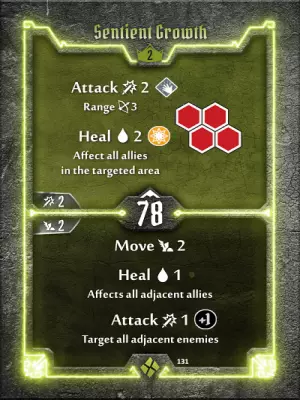 Sentient Growth
2
Attack 2
Range 3
Heal 2
Affect all allies
in the targeted area
2
78
2
Move 2
Heal 1
Affects all adjacent allies
Attack 1 +1
Target all adjacent enemies
131